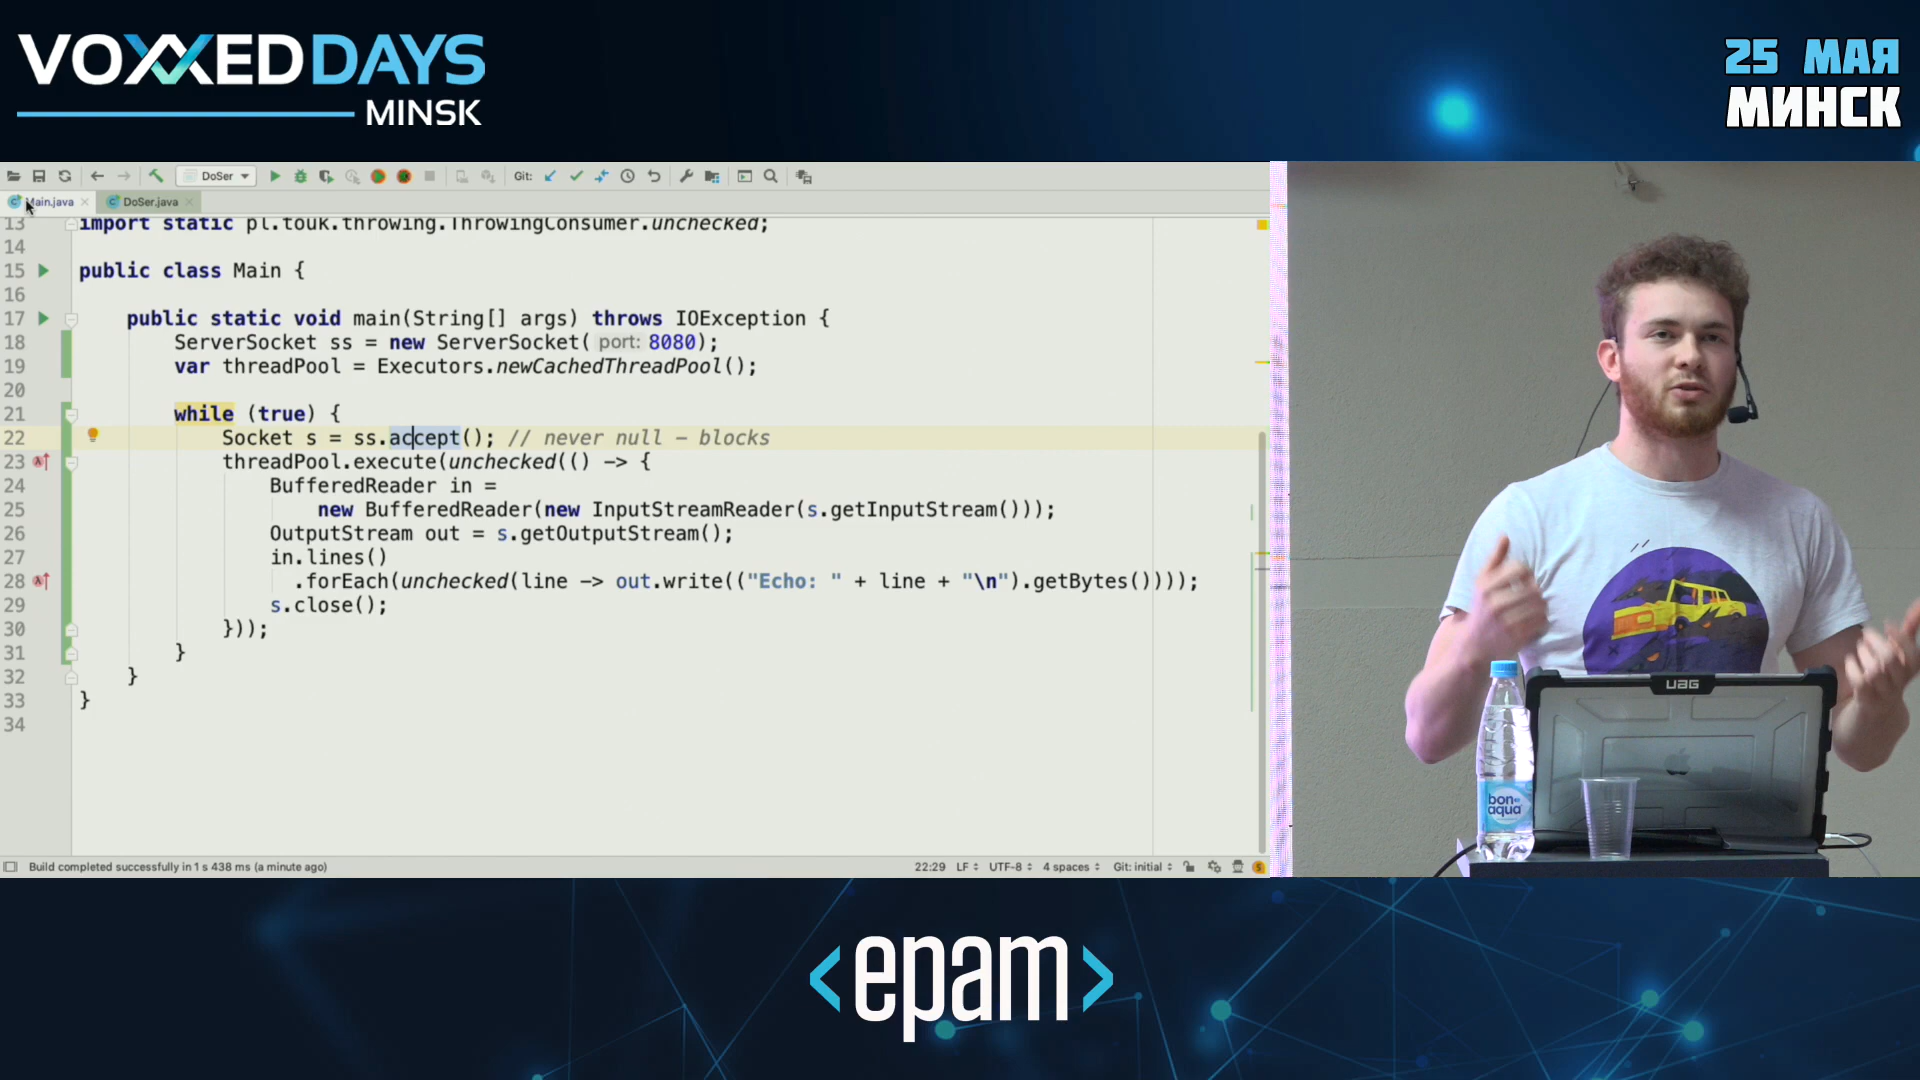 VOXXEDDAYS
MINSK
25 МАЯ
МИНСК
DoSer
Git:
Main.java
DoSer.java
13 import static pl.touk.throwing.ThrowingConsumer.unchecked;
14
15 public class Main {
16
17 public static void main(String[] args) throws IOException {
18 ServerSocket ss = new ServerSocket( port: 8080);
19 var threadPool = Executors.newCachedThreadPool();
20
21 while (true) {
22 Socket s = ss.accept(); // never null – blocks
23 threadPool.execute(unchecked(() -> {
24 BufferedReader in =
25 new BufferedReader(new InputStreamReader(s.getInputStream()));
26 OutputStream out = s.getOutputStream();
27 in.lines()
28 .forEach(unchecked(line -> out.write(("Echo: " + line + "\n").getBytes())));
29 s.close();
30 }));
31 }
32 }
33 }
34
Build completed successfully in 1 s 438 ms (a minute ago)
22:29 LF UTF-8 4 spaces Git: initial
UAG
bon
aqua
<epam>